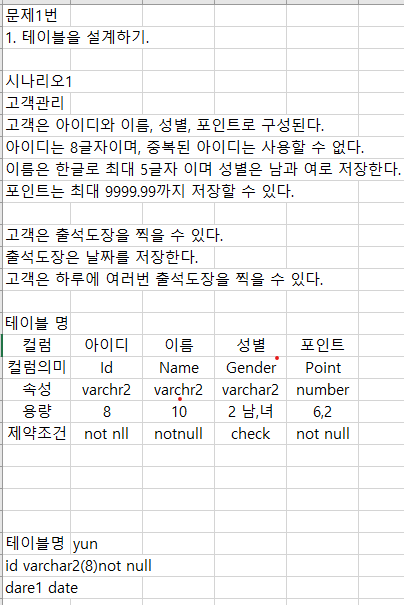 문제1번
1. 테이블을 설계하기.
시나리오1
고객관리
고객은 아이디와 이름, 성별, 포인트로 구성된다.
아이디는 8글자이며, 중복된 아이디는 사용할 수 없다.
이름은 한글로 최대 5글자 이며 성별은 남과 여로 저장한다.
포인트는 최대 9999.99까지 저장할 수 있다.
고객은 출석도장을 찍을 수 있다.
출석도장은 날짜를 저장한다.
고객은 하루에 여러번 출석도장을 찍을 수 있다.
테이블 명
컬럼 아이디 이름 성별 포인트
컬럼의미 Id Name Gender Point
속성 varchr2 varchr2 varchar2 number
용량 8 10 2 남,녀 6,2
제약조건 not nll notnull check not null
테이블명 yun
id varchar2(8)not null
dare1 date